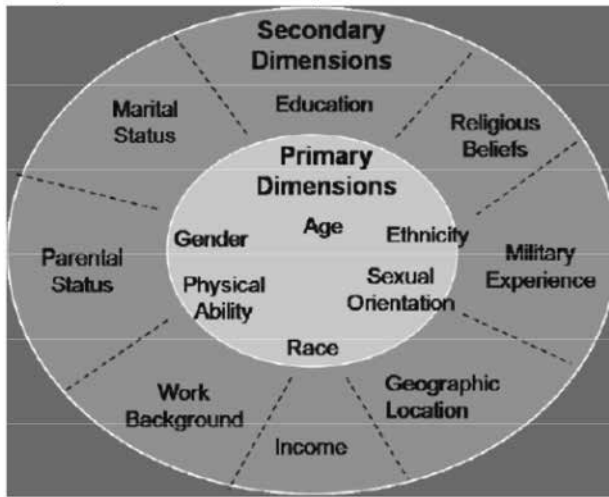 Secondary
Dimensions
Education
Marital
Status
Religious
Beliefs
Primary
Dimensions
Age
Gender
Ethnicity
Parental
Status
Military
Experience
Physical
Ability
Sexual
Orientation
Race
Work
Background
Geographic
Location
Income